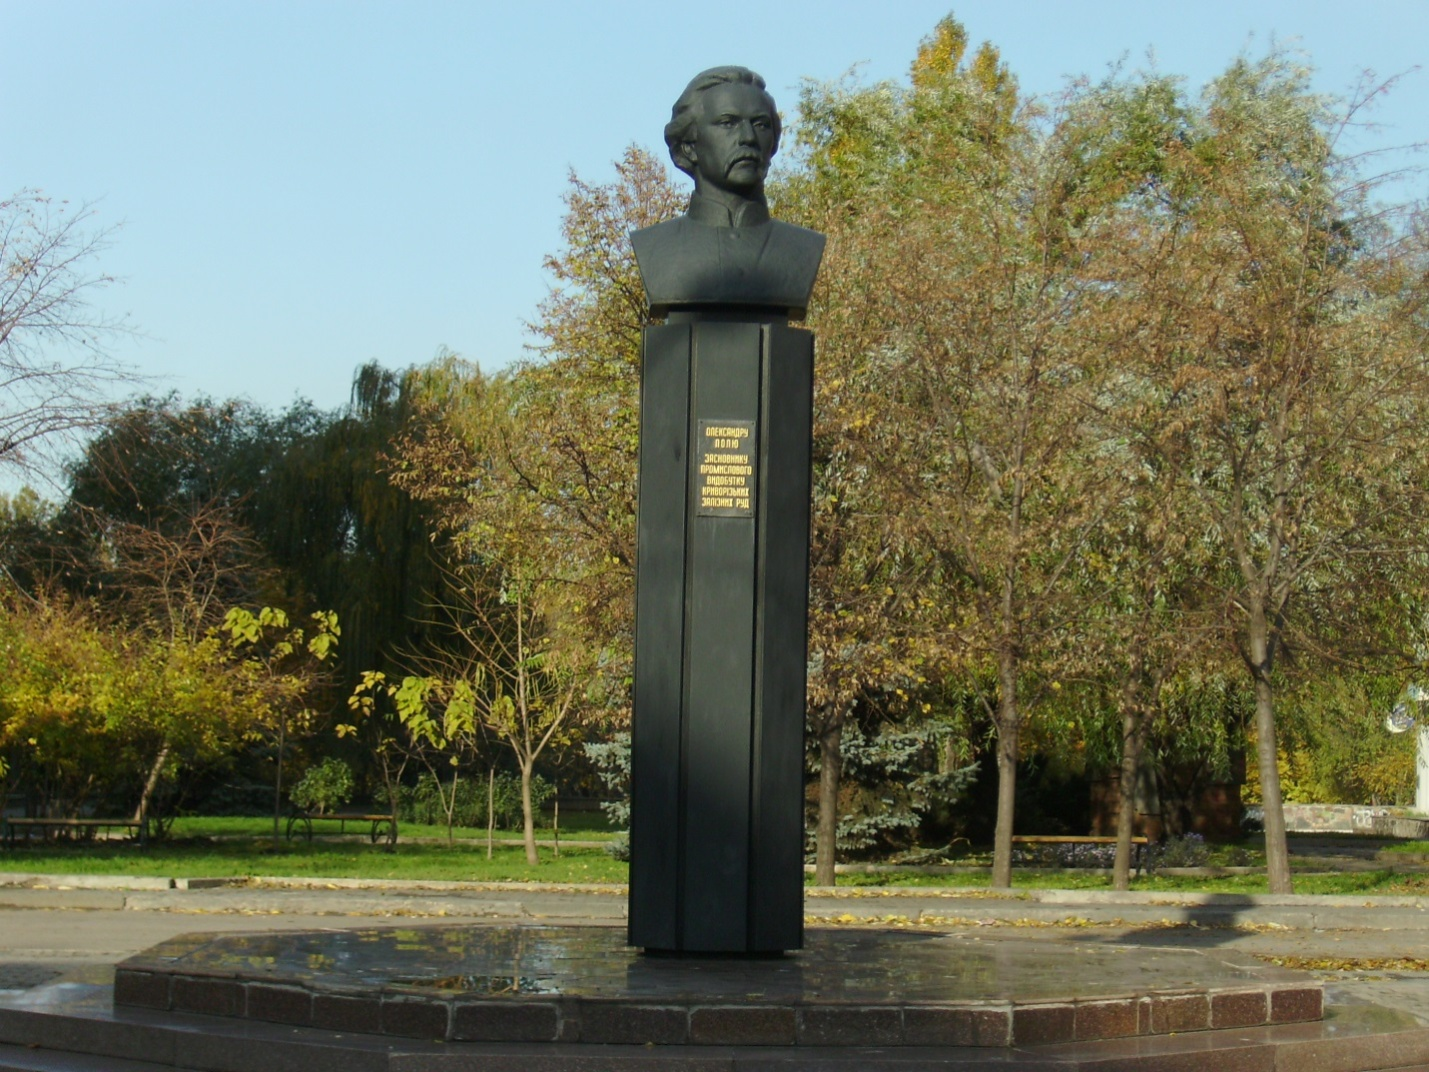 ОЛЕКСАНДРУ
ПОЛЮ
ЗАСНОВНИКУ
ПРОМИСЛОВОГО
ВИДОБУТКУ
КРИВОРІЗЬКИХ
ЗАЛІЗНИХ РУД